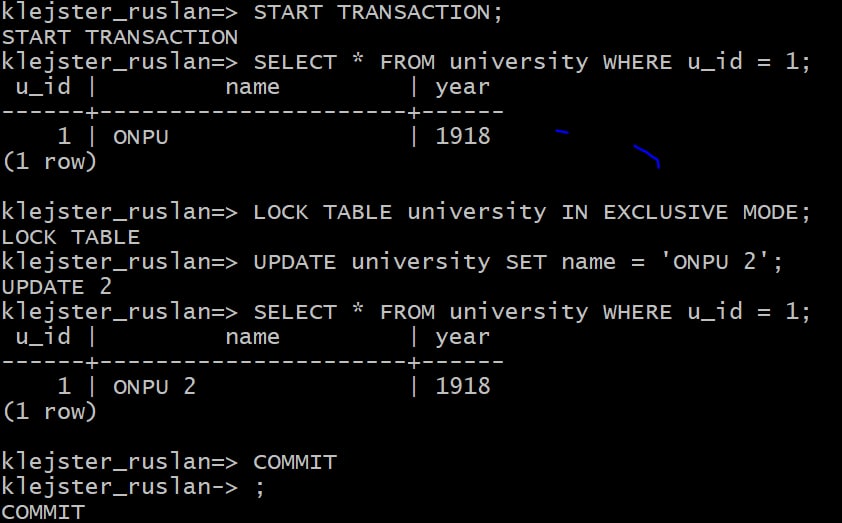 klejster_ruslan=> START TRANSACTION;
START TRANSACTION
klejster_ruslan=> SELECT * FROM university WHERE u_id = 1;
 u_id |         name         | year
------+----------------------+------
    1 | ONPU                 | 1918
(1 row)
klejster_ruslan=> LOCK TABLE university IN EXCLUSIVE MODE;
LOCK TABLE
klejster_ruslan=> UPDATE university SET name = 'ONPU 2';
UPDATE 2
klejster_ruslan=> SELECT * FROM university WHERE u_id = 1;
 u_id |         name         | year
------+----------------------+------
    1 | ONPU 2               | 1918
(1 row)
klejster_ruslan=> COMMIT
klejster_ruslan-> ;
COMMIT